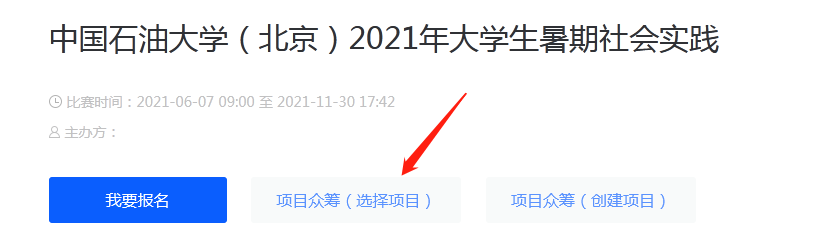 中国石油大学（北京）2021年大学生暑期社会实践
比赛时间：2021-06-07 09:00 至 2021-11-30 17:42
主办方：
我要报名 项目众筹（选择项目） 项目众筹（创建项目）